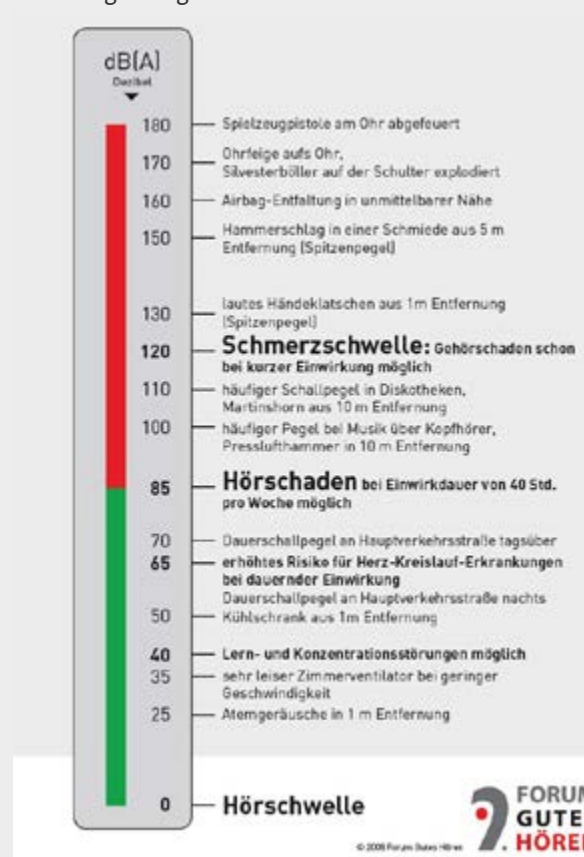 dB(A)
Dezibel
180 Spielzeugpistole am Ohr abgefeuert
170 Ohrfeige aufs Ohr,
Silvesterböller auf der Schulter explodiert
160 Airbag-Entfaltung in unmittelbarer Nähe
150 Hammerschlag in einer Schmiede aus 5 m
Entfernung (Spitzenpegel)
130 lautes Händeklatschen aus 1m Entfernung
(Spitzenpegel)
120 Schmerzschwelle: Gehörschaden schon
bei kurzer Einwirkung möglich
110 häufiger Schallpegel in Diskotheken,
Martinshorn aus 10 m Entfernung
100 häufiger Pegel bei Musik über Kopfhörer,
Presslufthammer in 10 m Entfernung
85 Hörschaden bei Einwirkdauer von 40 Std.
pro Woche möglich
70 Dauerschallpegel an Hauptverkehrsstraße tagsüber
65 erhöhtes Risiko für Herz-Kreislauf-Erkrankungen
bei dauernder Einwirkung
Dauerschallpegel an Hauptverkehrsstraße nachts
50 Kühlschrank aus 1m Entfernung
40 Lern- und Konzentrationsstörungen möglich
35 sehr leiser Zimmerventilator bei geringer
Geschwindigkeit
25 Atemgeräusche in 1 m Entfernung
0 Hörschwelle
FORUM
GUTE
HÖREN
© 2008 Forum Gutes Hören